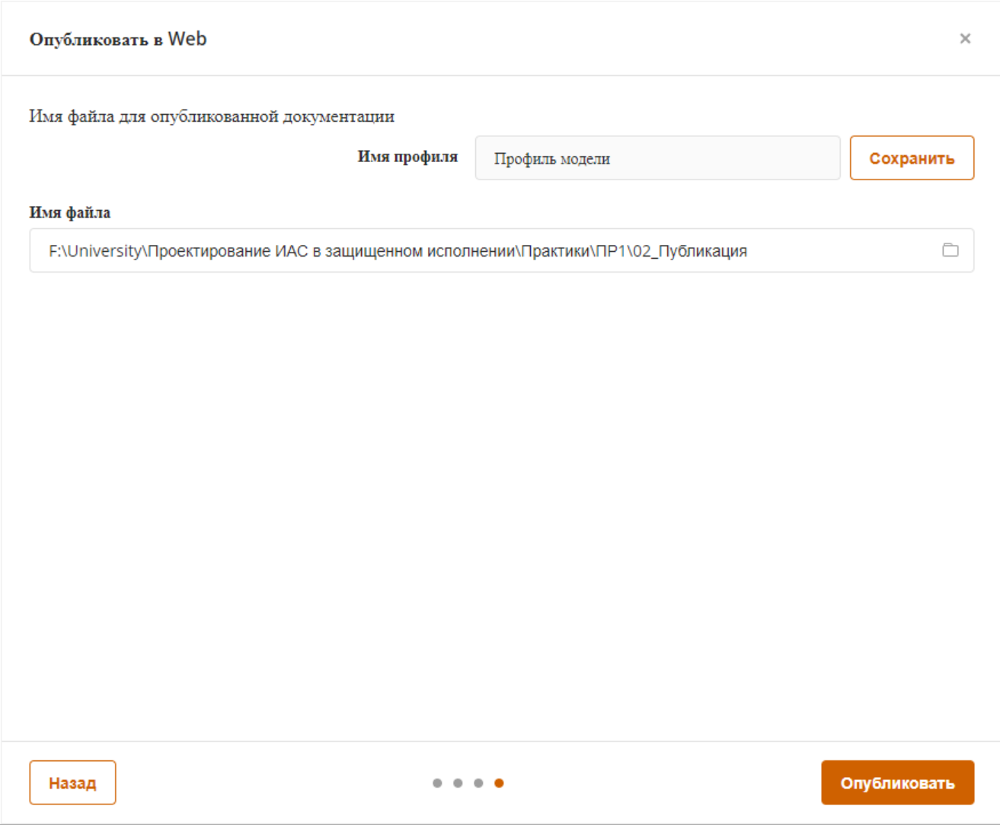 Опубликовать в Web
Имя файла для опубликованной документации
Имя профиля Профиль модели Сохранить
Имя файла
F:\University\Проектирование ИАС в защищенном исполнении\Практики\ПР1\02_Публикация
Назад Опубликовать